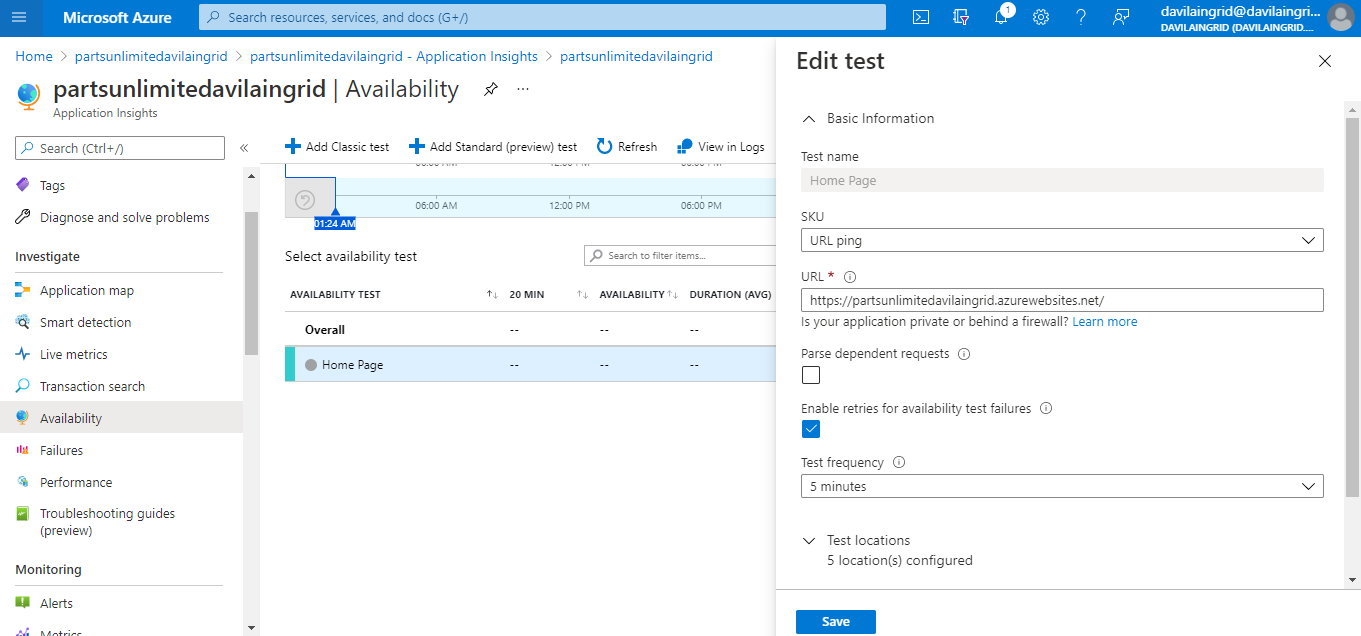 Microsoft Azure
Search resources, services, and docs (G+/)
1
davilaingrid@davilaingri...
DAVILAINGRID (DAVILAINGRID....
Home > partsunlimitedavilaingrid > partsunlimitedavilaingrid - Application Insights > partsunlimitedavilaingrid
partsunlimitedavilaingrid | Availability
Application Insights
Search (Ctrl+/)
Tags
Diagnose and solve problems
Investigate
Application map
Smart detection
Live metrics
Transaction search
Availability
Failures
Performance
Troubleshooting guides
(preview)
Monitoring
Alerts
Metrics
Add Classic test
Add Standard (preview) test
Refresh
View in Logs
06:00 AM 12:00 PM 06:00 PM
06:00 AM 12:00 PM 06:00 PM
01:24 AM
Select availability test
Search to filter items...
AVAILABILITY TEST 20 MIN AVAILABILITY DURATION (AVG)
Overall -- -- --
Home Page -- -- --
Edit test
Basic Information
Test name
Home Page
SKU
URL ping
URL *
https://partsunlimitedavilaingrid.azurewebsites.net/
Is your application private or behind a firewall? Learn more
Parse dependent requests
Enable retries for availability test failures
Test frequency
5 minutes
Test locations
5 location(s) configured
Save